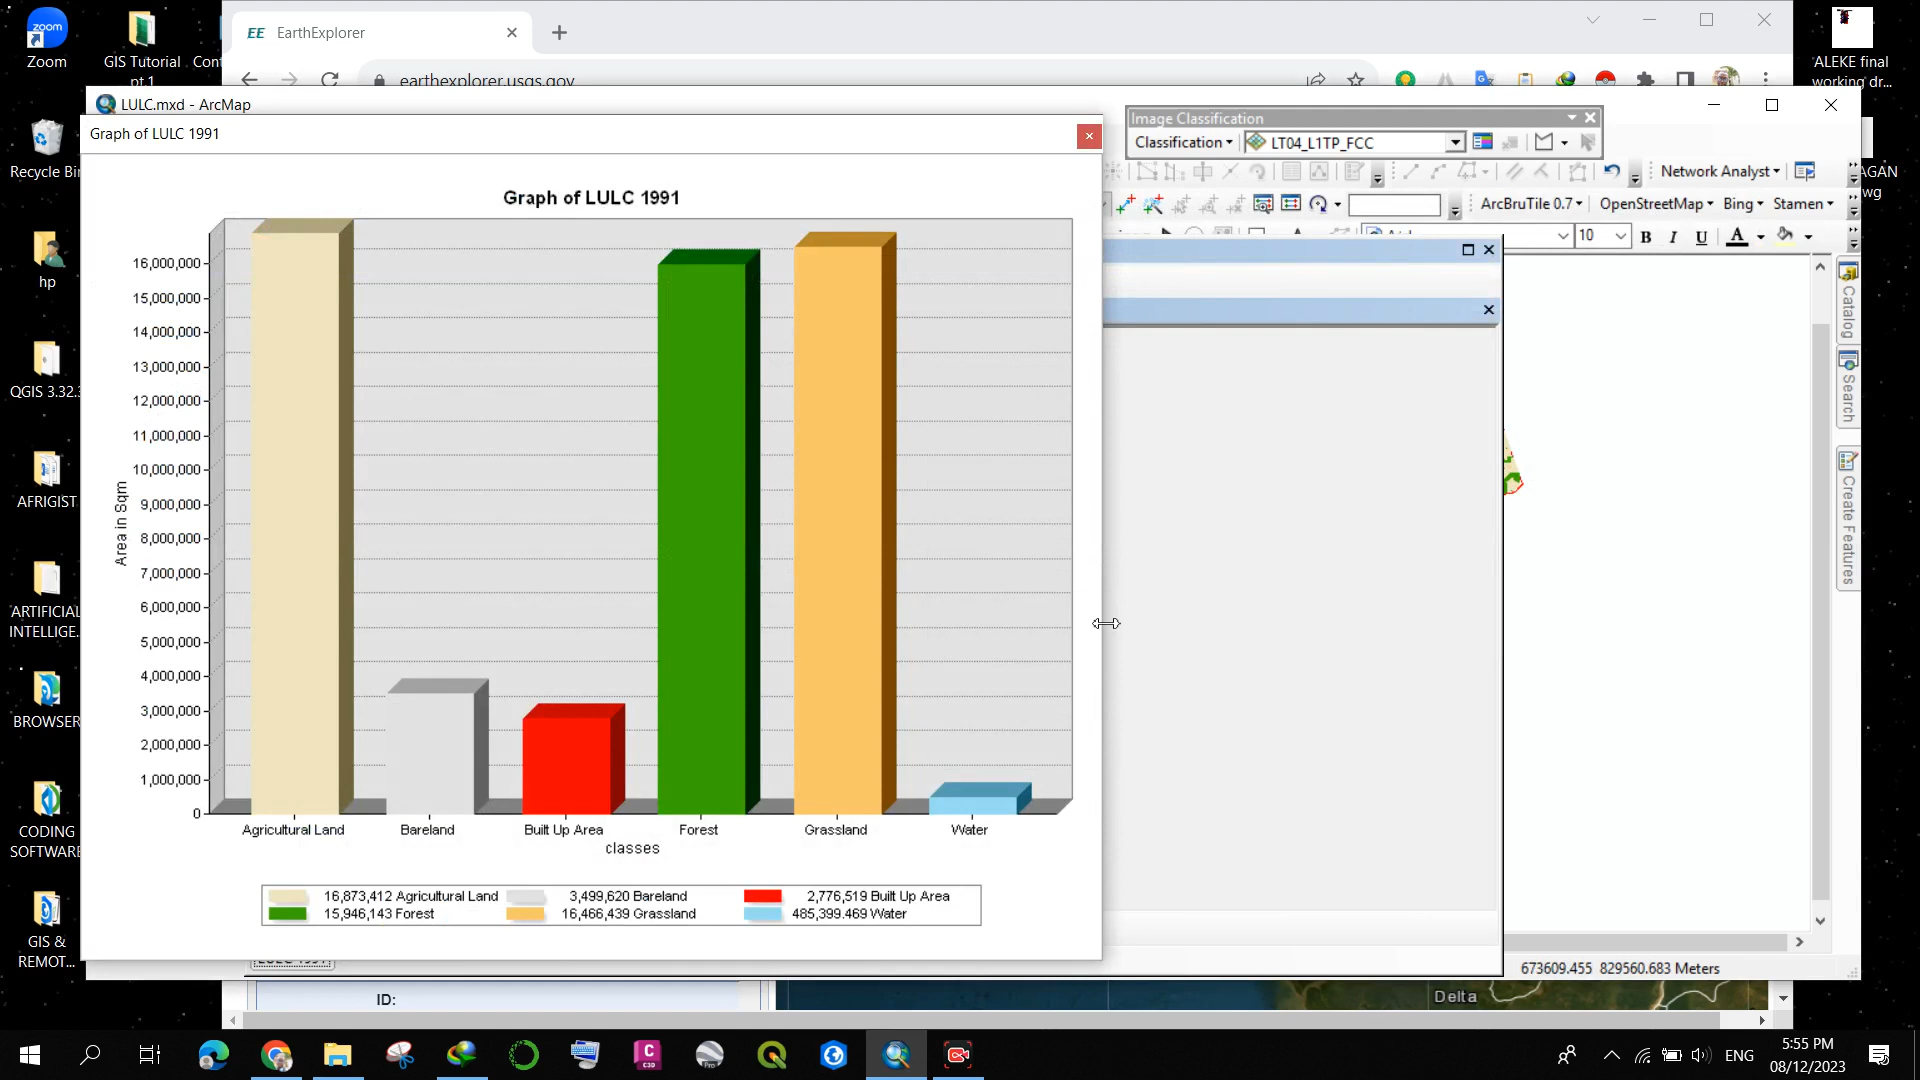 Zoom
GIS Tutorial
pt 1
EE EarthExplorer
earthexplorer.usgs.gov
ALEKE final
working dr...
LULC.mxd - ArcMap
Graph of LULC 1991
Image Classification
Classification
LT04_L1TP_FCC
Network Analyst
ArcBruTile 0.7
OpenStreetMap
Bing
Stamen
10
B I U A
Recycle Bin
hp
QGIS 3.32.3
AFRIGIST
ARTIFICIAL
INTELLIGE...
BROWSER
CODING
SOFTWARE
GIS &
REMOT...
Graph of LULC 1991
16,000,000
15,000,000
14,000,000
13,000,000
12,000,000
11,000,000
10,000,000
9,000,000
8,000,000
7,000,000
6,000,000
5,000,000
4,000,000
3,000,000
2,000,000
1,000,000
0
Area in Sqm
Agricultural Land
Bareland
Built Up Area
Forest
Grassland
Water
classes
16,873,412 Agricultural Land
3,499,620 Bareland
2,776,519 Built Up Area
15,946,143 Forest
16,466,439 Grassland
485,399.469 Water
Catalog
Search
Create Features
673609.455 829560.683 Meters
ID:
Delta
ENG
5:55 PM
08/12/2023